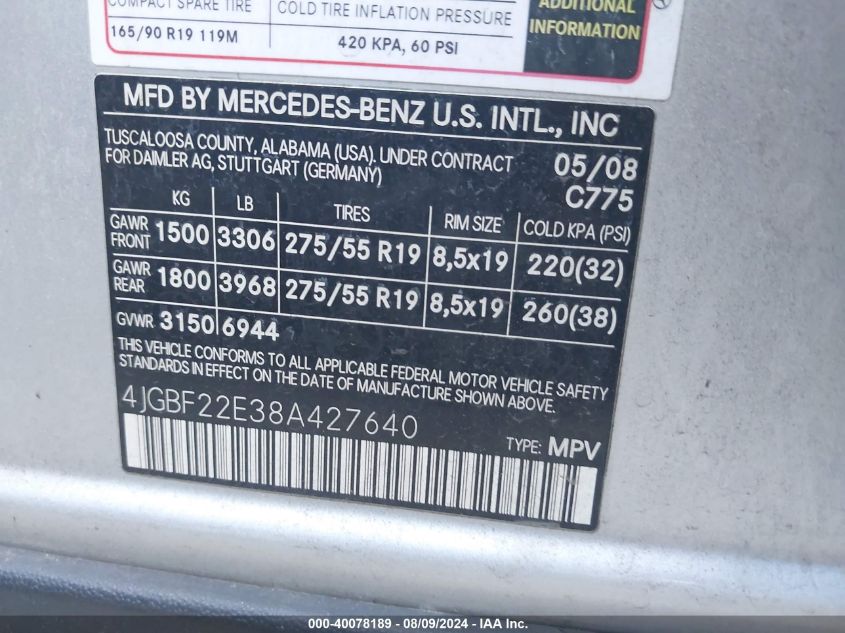 COMPACT SPARE TIRE
COLD TIRE INFLATION PRESSURE
ADDITIONAL
INFORMATION
165/90 R19 119M
420 KPA, 60 PSI
MFD BY MERCEDES-BENZ U.S. INTL., INC
TUSCALOOSA COUNTY, ALABAMA (USA). UNDER CONTRACT 05/08
FOR DAIMLER AG, STUTTGART (GERMANY) C775
KG LB TIRES RIM SIZE COLD KPA (PSI)
GAWR FRONT 1500 3306 275/55 R19 8,5x19 220(32)
GAWR REAR 1800 3968 275/55 R19 8,5x19 260(38)
GVWR 3150 6944
THIS VEHICLE CONFORMS TO ALL APPLICABLE FEDERAL MOTOR VEHICLE SAFETY
STANDARDS IN EFFECT ON THE DATE OF MANUFACTURE SHOWN ABOVE.
4JGBF22E38A427640
TYPE: MPV
000-40078189 - 08/09/2024 - IAA Inc.